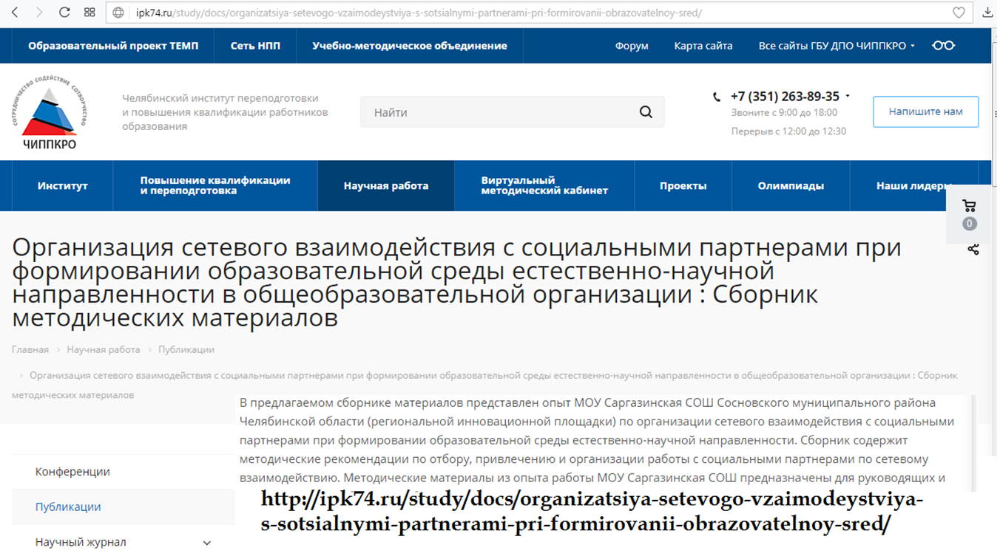 ipk74.ru/study/docs/organizatsiya-setevogo-vzaimodeystviya-s-sotsialnymi-partnerami-pri-formirovanii-obrazovatelnoy-sred/
Образовательный проект ТЕМП Сеть НПП Учебно-методическое объединение Форум Карта сайта Все сайты ГБУ ДПО ЧИППКРО
СОТРУДНИЧЕСТВО СОДЕЙСТВИЕ СОТВОРЧЕСТВО
ЧИППКРО
Челябинский институт переподготовки
и повышения квалификации работников
образования
Найти
+7 (351) 263-89-35
Звоните с 9:00 до 18:00
Перерыв с 12:00 до 12:30
Напишите нам
Институт
Повышение квалификации
и переподготовка
Научная работа
Виртуальный
методический кабинет
Проекты
Олимпиады
Наши лидеры
0
Организация сетевого взаимодействия с социальными партнерами при
формировании образовательной среды естественно-научной
направленности в общеобразовательной организации : Сборник
методических материалов
Главная › Научная работа › Публикации
› Организация сетевого взаимодействия с социальными партнерами при формировании образовательной среды естественно-научной направленности в общеобразовательной организации : Сборник
методических материалов
В предлагаемом сборнике материалов представлен опыт МОУ Саргазинская СОШ Сосновского муниципального района
Челябинской области (региональной инновационной площадки) по организации сетевого взаимодействия с социальными
партнерами при формировании образовательной среды естественно-научной направленности. Сборник содержит
методические рекомендации по отбору, привлечению и организации работы с социальными партнерами по сетевому
взаимодействию. Методические материалы из опыта работы МОУ Саргазинская СОШ предназначены для руководящих и
Конференции
Публикации
Научный журнал
http://ipk74.ru/study/docs/organizatsiya-setevogo-vzaimodeystviya-
s-sotsialnymi-partnerami-pri-formirovanii-obrazovatelnoy-sred/